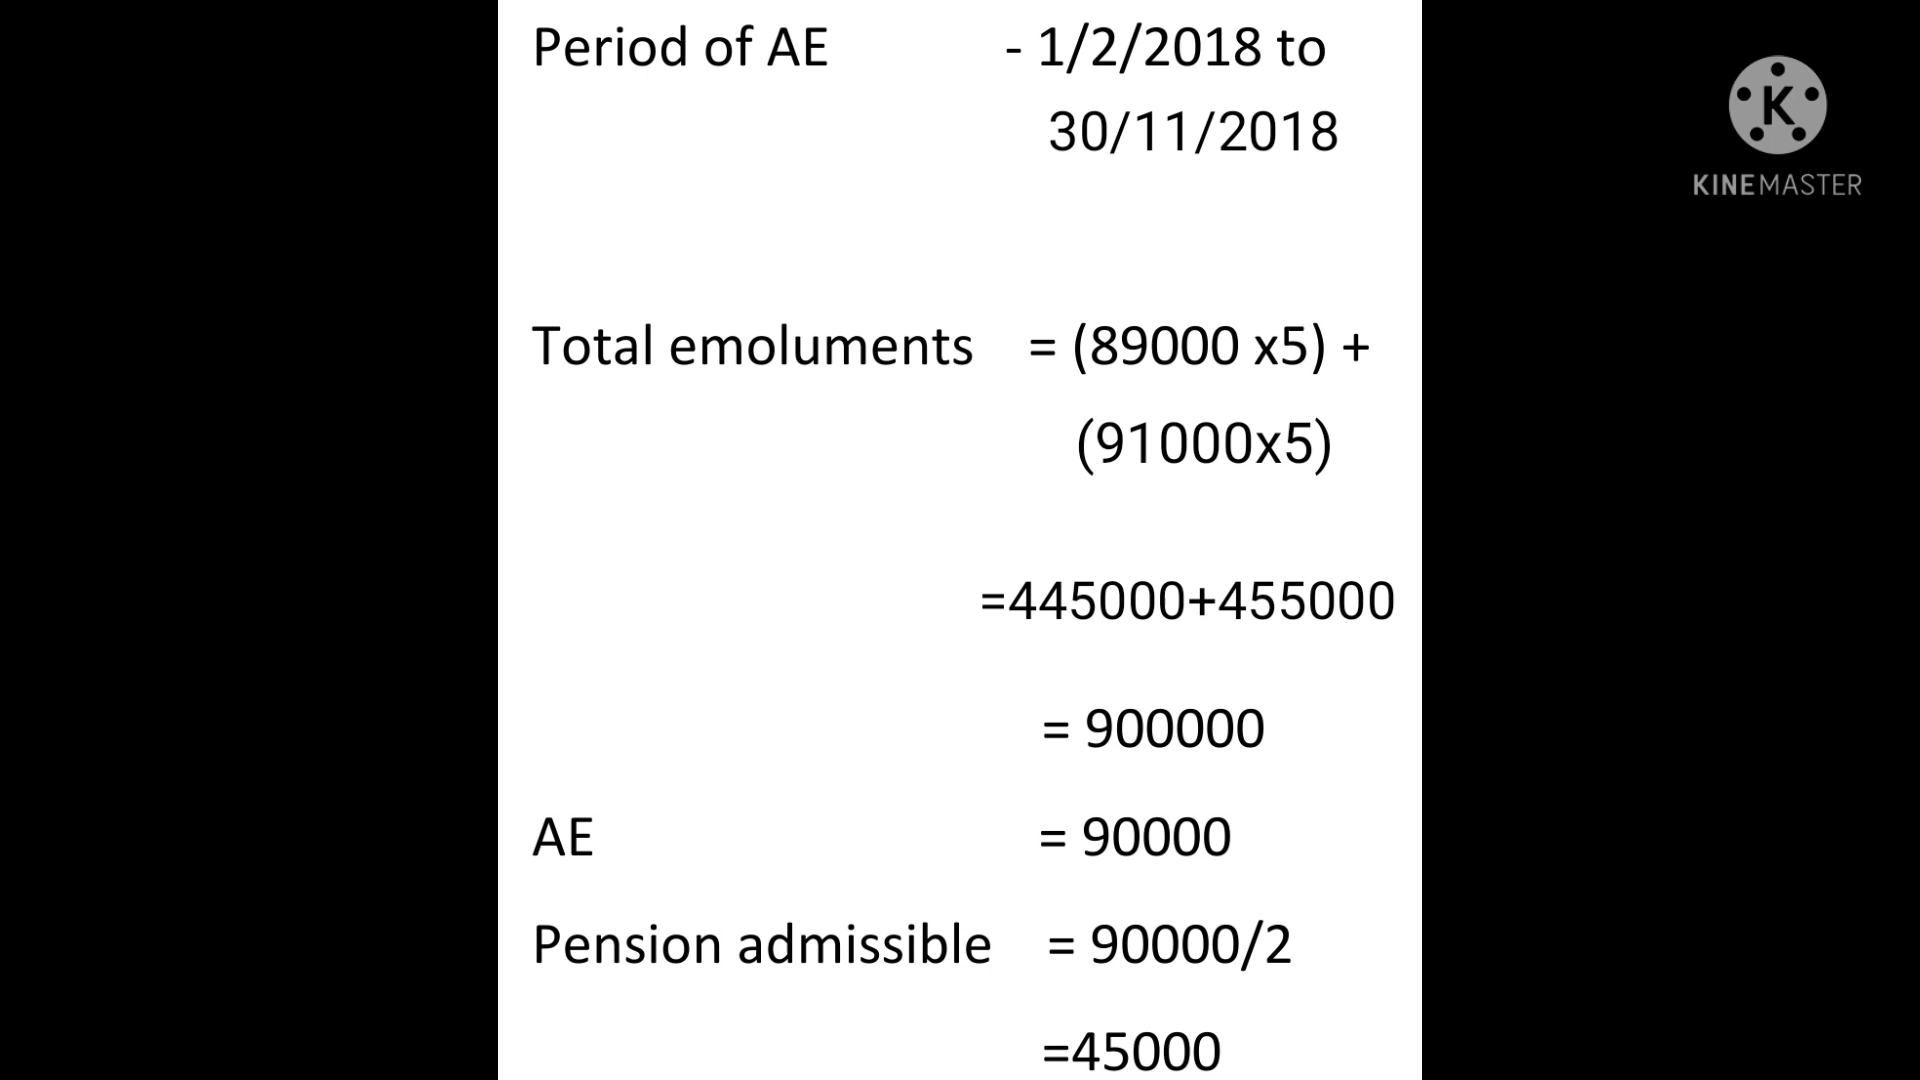 Period of AE - 1/2/2018 to
30/11/2018
K
KINEMASTER
Total emoluments = (89000 x5) +
(91000x5)
=445000+455000
= 900000
AE = 90000
Pension admissible = 90000/2
=45000